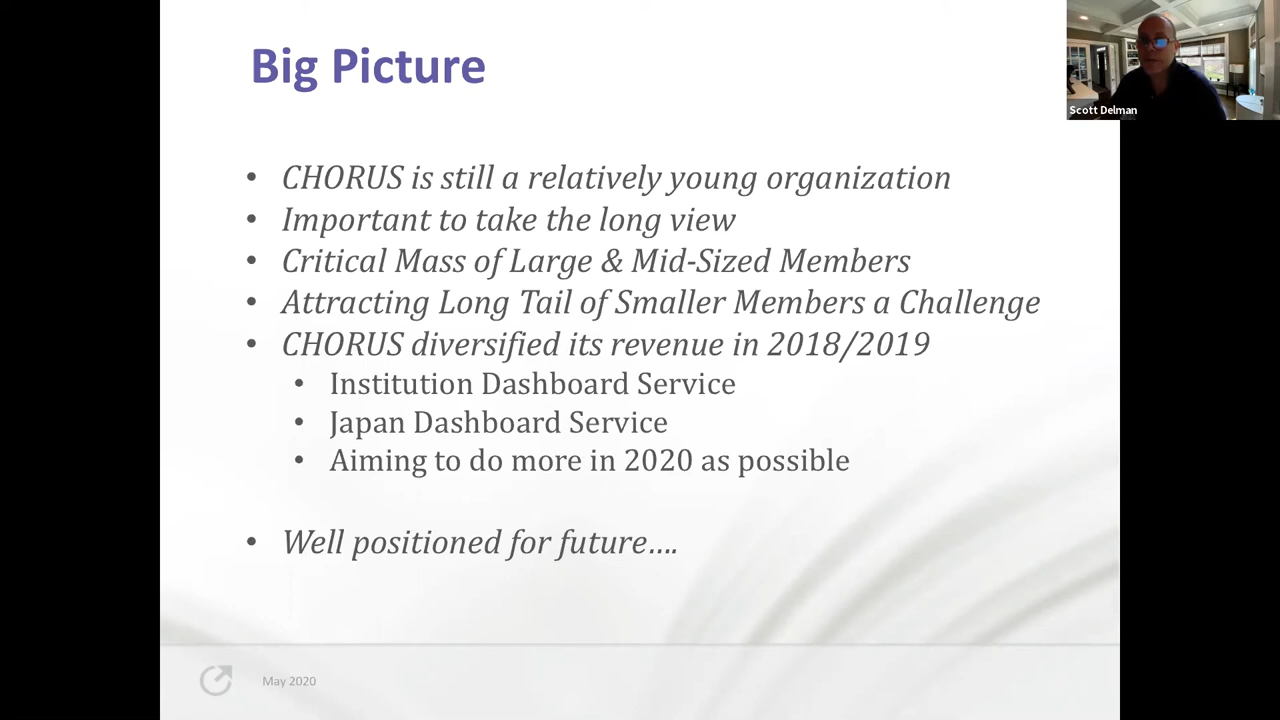 Big Picture
Scott Delman
• CHORUS is still a relatively young organization
• Important to take the long view
• Critical Mass of Large & Mid-Sized Members
• Attracting Long Tail of Smaller Members a Challenge
• CHORUS diversified its revenue in 2018/2019
• Institution Dashboard Service
• Japan Dashboard Service
• Aiming to do more in 2020 as possible
• Well positioned for future….
May 2020